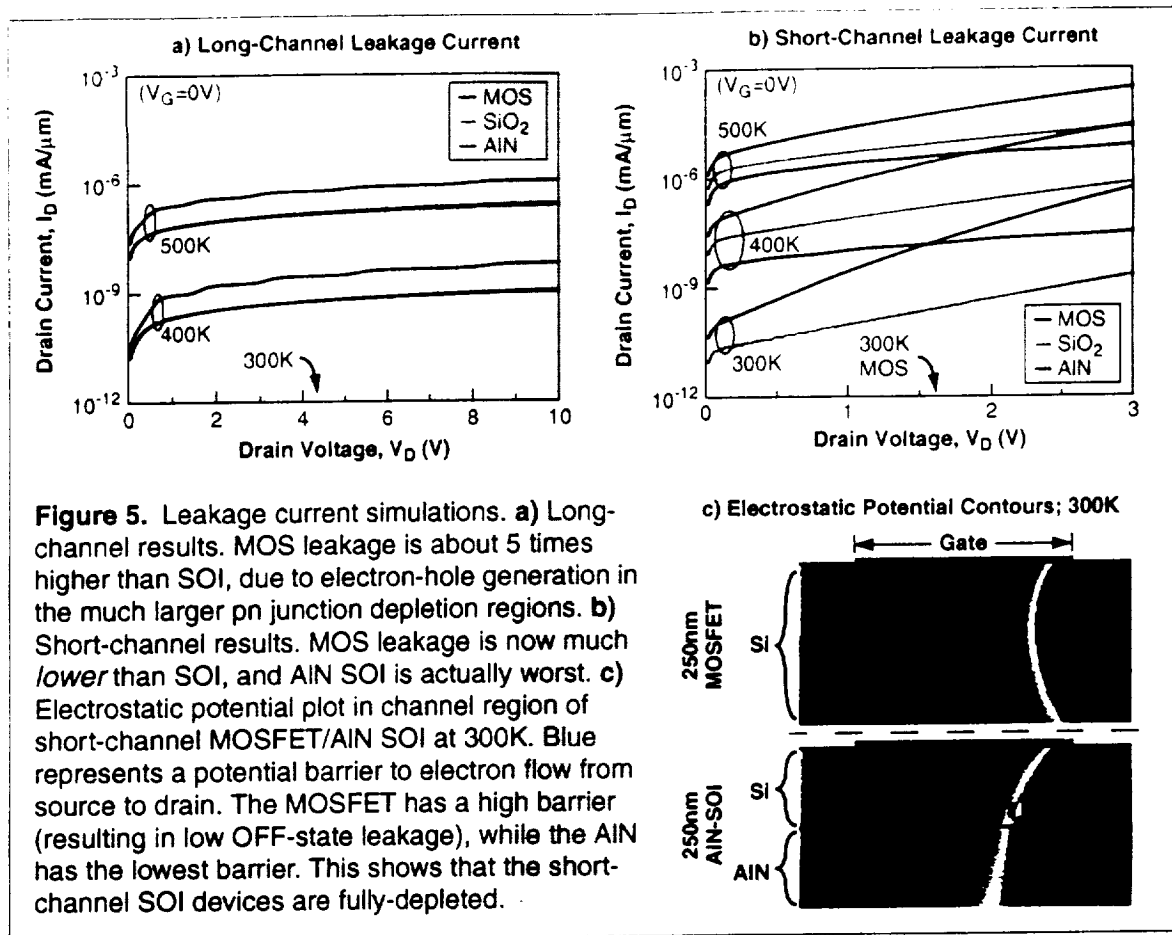 a) Long-Channel Leakage Current
10⁻³
10⁻⁶
10⁻⁹
10⁻¹²
Drain Current, I_D (mA/μm)
(V_G=0V)
MOS
SiO₂
AlN
500K
400K
300K
0 2 4 6 8 10
Drain Voltage, V_D (V)
b) Short-Channel Leakage Current
10⁻³
10⁻⁶
10⁻⁹
10⁻¹²
Drain Current, I_D (mA/μm)
(V_G=0V)
500K
400K
300K
300K
MOS
MOS
SiO₂
AlN
0 1 2 3
Drain Voltage, V_D (V)
Figure 5. Leakage current simulations. a) Long-
channel results. MOS leakage is about 5 times
higher than SOI, due to electron-hole generation in
the much larger pn junction depletion regions. b)
Short-channel results. MOS leakage is now much
lower than SOI, and AlN SOI is actually worst. c)
Electrostatic potential plot in channel region of
short-channel MOSFET/AlN SOI at 300K. Blue
represents a potential barrier to electron flow from
source to drain. The MOSFET has a high barrier
(resulting in low OFF-state leakage), while the AlN
has the lowest barrier. This shows that the short-
channel SOI devices are fully-depleted.
c) Electrostatic Potential Contours; 300K
Gate
250nm
MOSFET
Si
250nm
AlN-SOI
Si
AlN